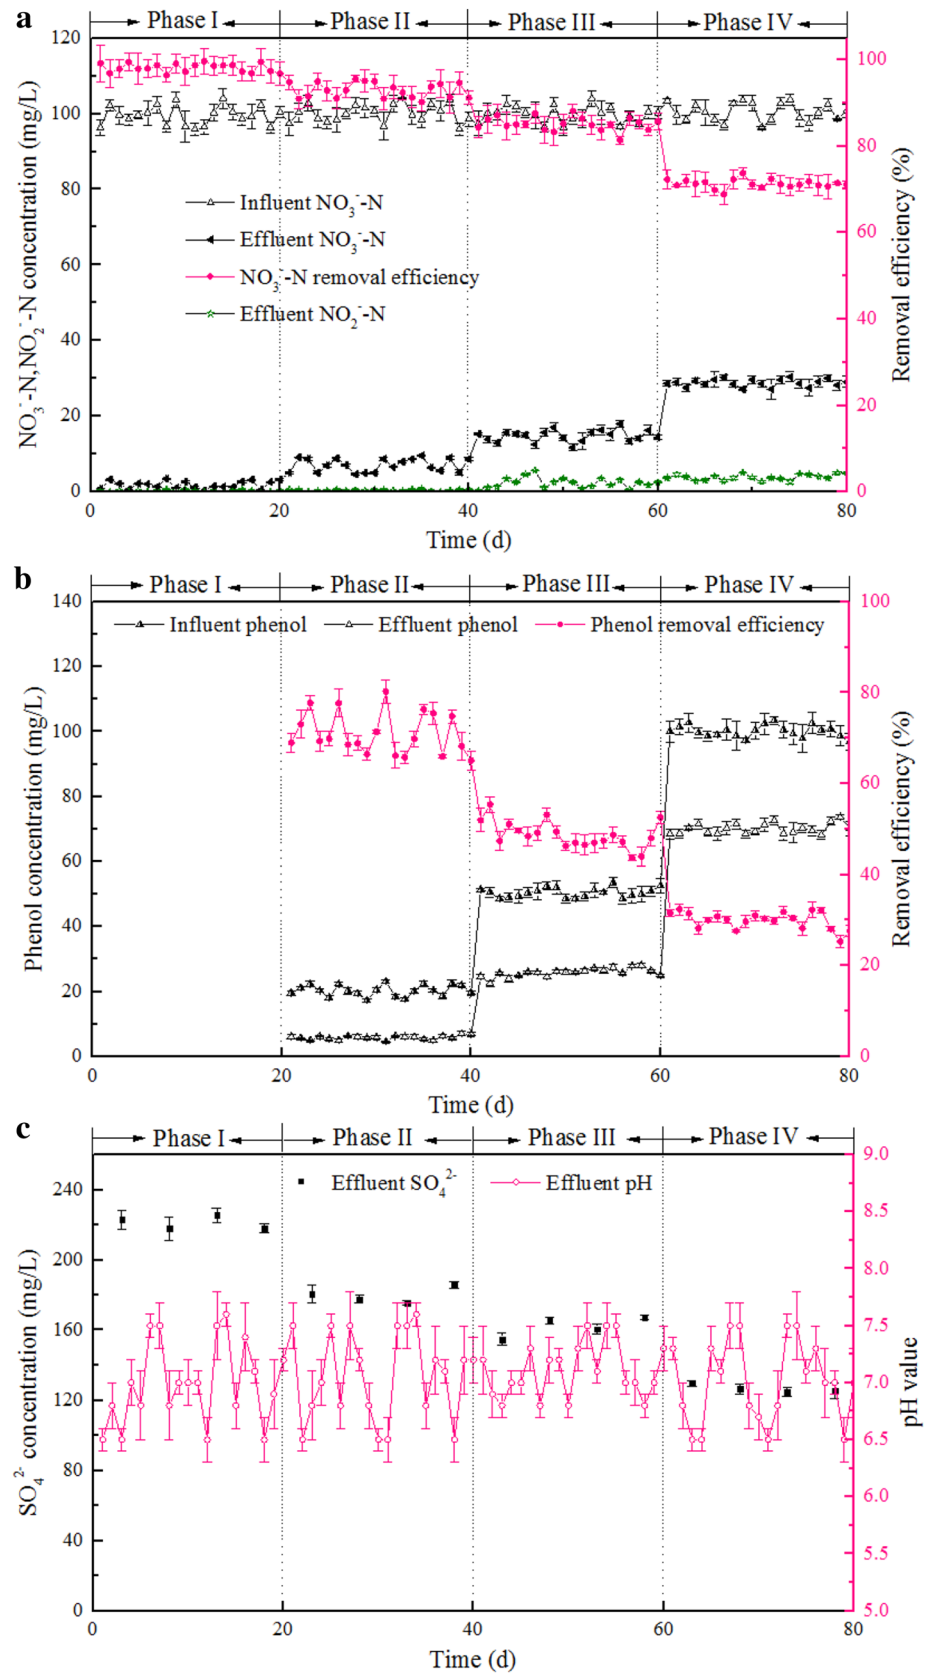 a
Phase I Phase II Phase III Phase IV
120
100
80
60
40
20
0
NO₃⁻-N,NO₂⁻-N concentration (mg/L)
Influent NO₃⁻-N
Effluent NO₃⁻-N
NO₃⁻-N removal efficiency
Effluent NO₂⁻-N
100
80
60
40
20
0
Removal efficiency (%)
0 20 40 60 80
Time (d)
b
Phase I Phase II Phase III Phase IV
140
120
100
80
60
40
20
0
Phenol concentration (mg/L)
Influent phenol Effluent phenol Phenol removal efficiency
100
80
60
40
20
0
Removal efficiency (%)
0 20 40 60 80
Time (d)
c
Phase I Phase II Phase III Phase IV
240
200
160
120
80
40
0
SO₄²⁻ concentration (mg/L)
Effluent SO₄²⁻ Effluent pH
9.0
8.5
8.0
7.5
7.0
6.5
6.0
5.5
5.0
pH value
0 20 40 60 80
Time (d)